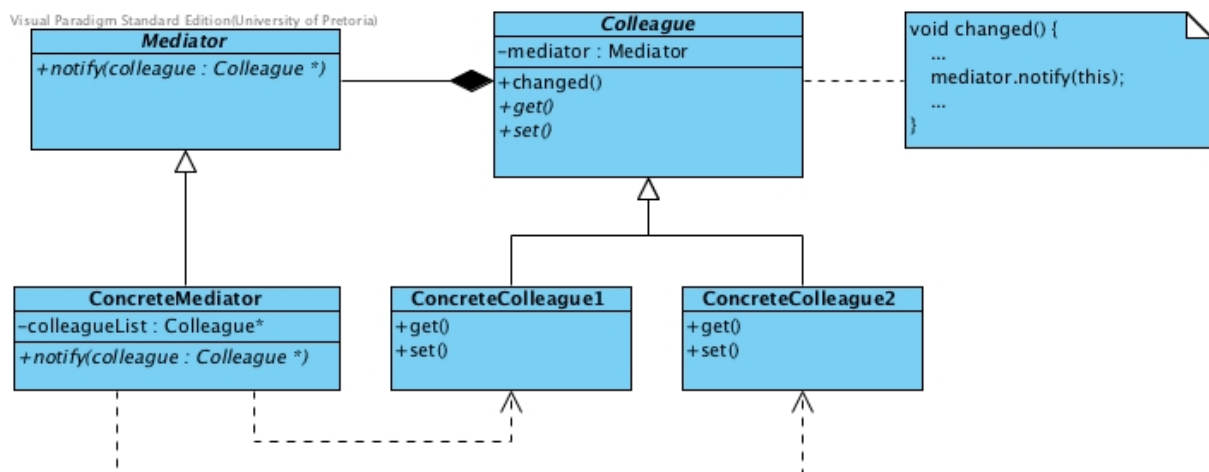 Visual Paradigm Standard Edition(University of Pretoria)
Mediator
+notify(colleague : Colleague *)
Colleague
-mediator : Mediator
+changed()
+get()
+set()
void changed() {
...
mediator.notify(this);
...
}
ConcreteMediator
-colleagueList : Colleague*
+notify(colleague : Colleague *)
ConcreteColleague1
+get()
+set()
ConcreteColleague2
+get()
+set()